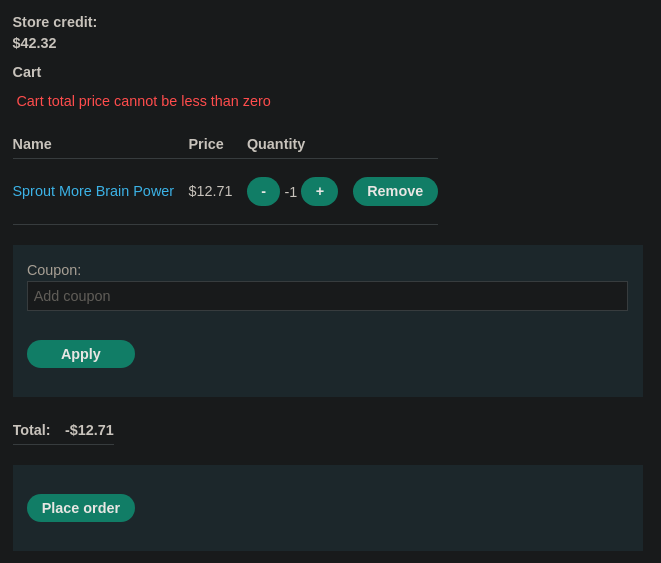 Store credit:
$42.32
Cart
Cart total price cannot be less than zero
Name Price Quantity
Sprout More Brain Power $12.71 - -1 + Remove
Coupon:
Add coupon
Apply
Total: -$12.71
Place order